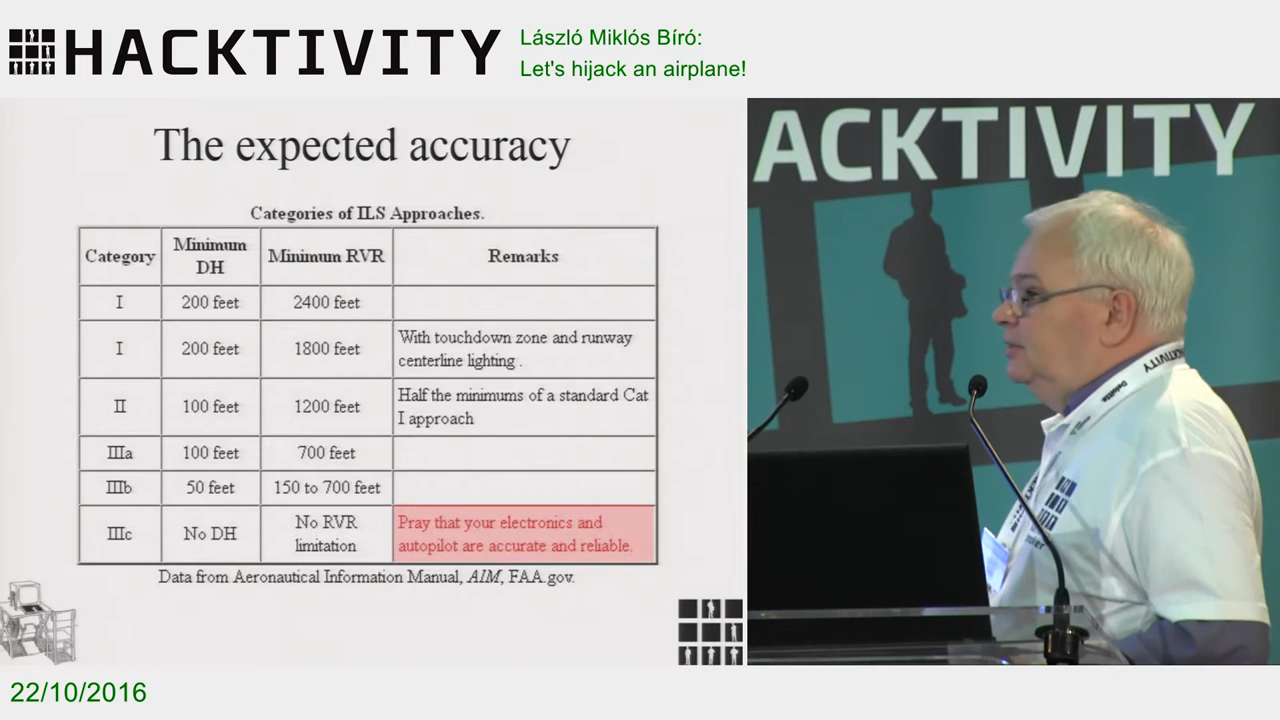 HACKTIVITY
László Miklós Bíró:
Let's hijack an airplane!
The expected accuracy
Categories of ILS Approaches.
Category Minimum DH Minimum RVR Remarks
I 200 feet 2400 feet
I 200 feet 1800 feet With touchdown zone and runway
centerline lighting .
II 100 feet 1200 feet Half the minimums of a standard Cat
I approach
IIIa 100 feet 700 feet
IIIb 50 feet 150 to 700 feet
IIIc No DH No RVR limitation Pray that your electronics and
autopilot are accurate and reliable.
Data from Aeronautical Information Manual, AIM, FAA.gov.
ACKTIVITY
HACKTIVITY
Deloitte
22/10/2016